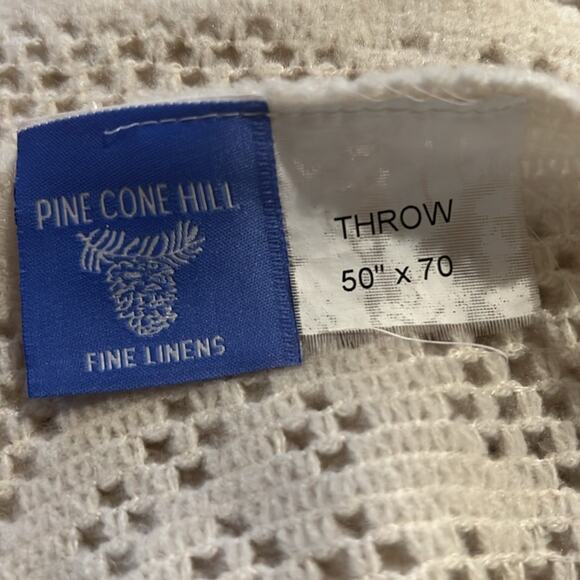 PINE CONE HILL
FINE LINENS
THROW
50" x 70